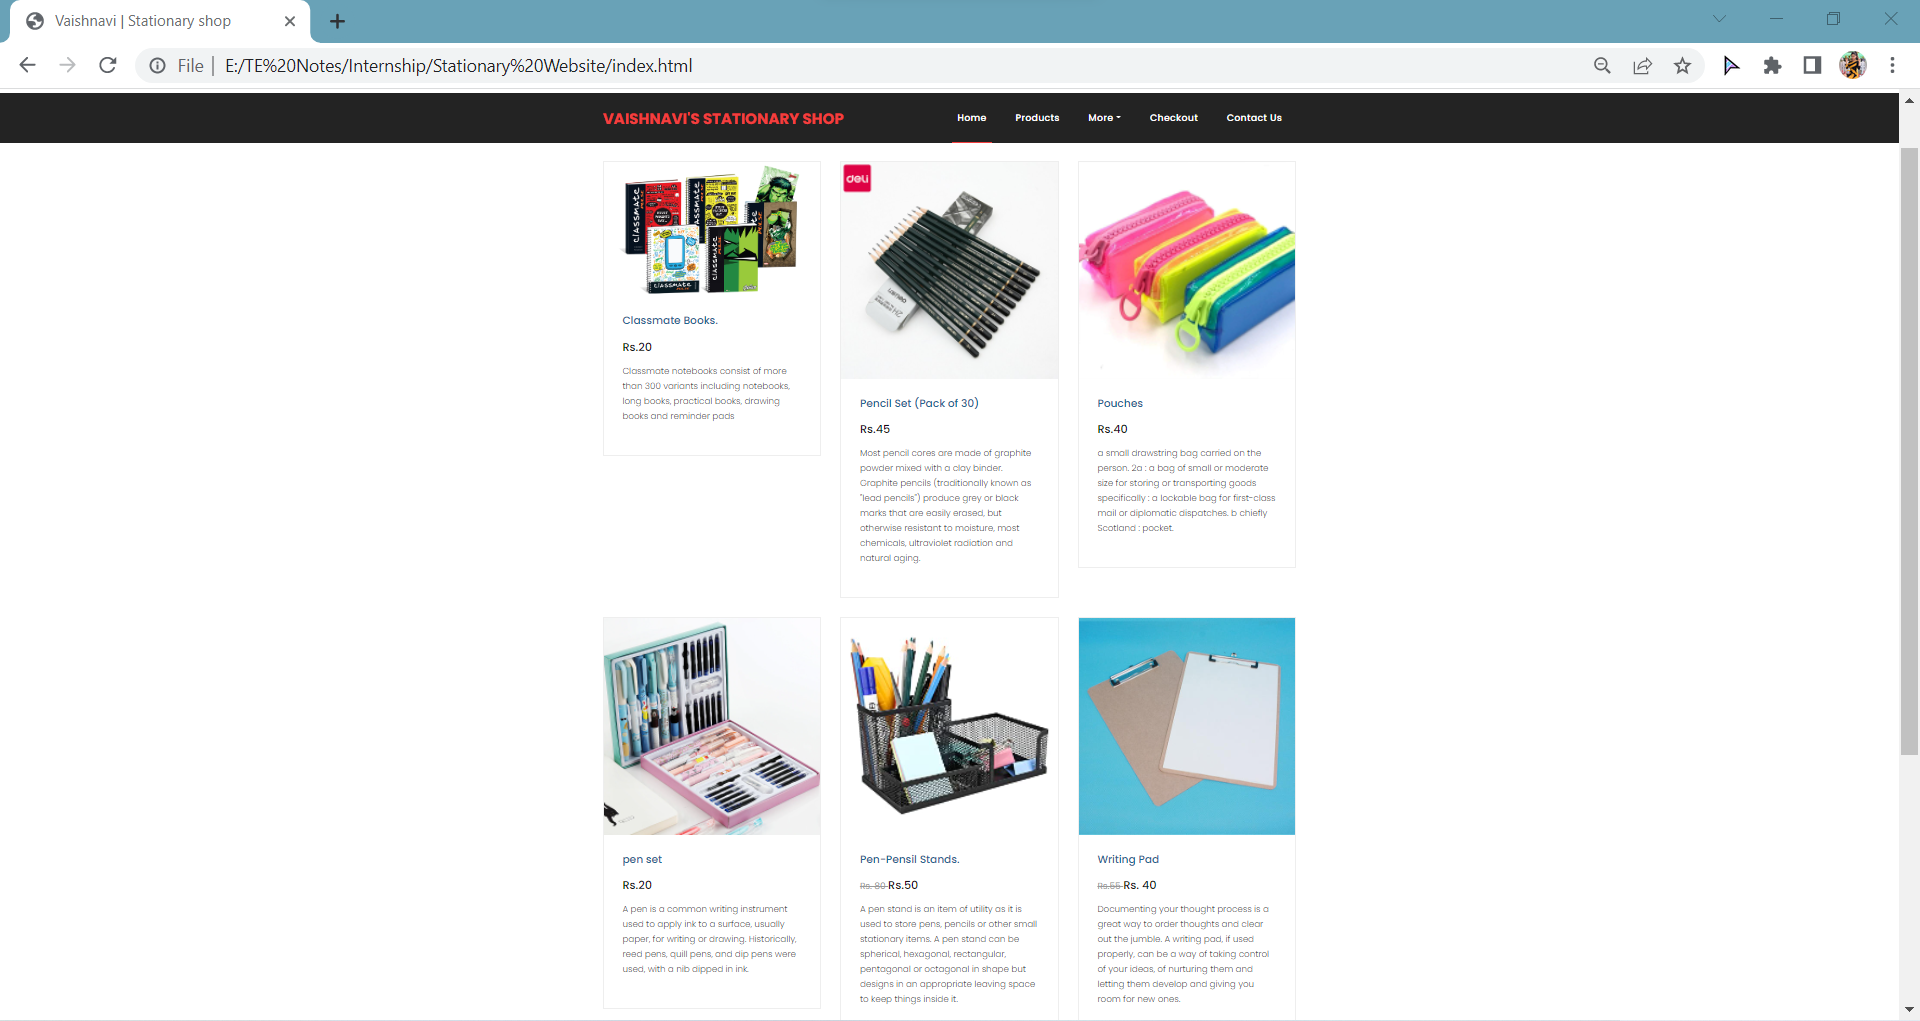 Vaishnavi | Stationary shop
File | E:/TE%20Notes/Internship/Stationary%20Website/index.html
VAISHNAVI'S STATIONARY SHOP
Home
Products
More
Checkout
Contact Us
CLASSMATE
CLASSMATE
CLASSMATE
CLASSMATE
Classmate Books.
Rs.20
Classmate notebooks consist of more
than 300 variants including notebooks,
long books, practical books, drawing
books and reminder pads
deli
Pencil Set (Pack of 30)
Rs.45
Most pencil cores are made of graphite
powder mixed with a clay binder.
Graphite pencils (traditionally known as
"lead pencils") produce grey or black
marks that are easily erased, but
otherwise resistant to moisture, most
chemicals, ultraviolet radiation and
natural aging.
Pouches
Rs.40
a small drawstring bag carried on the
person. 2a : a bag of small or moderate
size for storing or transporting goods
specifically : a lockable bag for first-class
mail or diplomatic dispatches. b chiefly
Scotland : pocket.
pen set
Rs.20
A pen is a common writing instrument
used to apply ink to a surface, usually
paper, for writing or drawing. Historically,
reed pens, quill pens, and dip pens were
used, with a nib dipped in ink.
Pen-Pensil Stands.
Rs. 80 Rs.50
A pen stand is an item of utility as it is
used to store pens, pencils or other small
stationary items. A pen stand can be
spherical, hexagonal, rectangular,
pentagonal or octagonal in shape but
designs in an appropriate leaving space
to keep things inside it.
Writing Pad
Rs.55 Rs. 40
Documenting your thought process is a
great way to order thoughts and clear
out the jumble. A writing pad, if used
properly, can be a way of taking control
of your ideas, of nurturing them and
letting them develop and giving you
room for new ones.